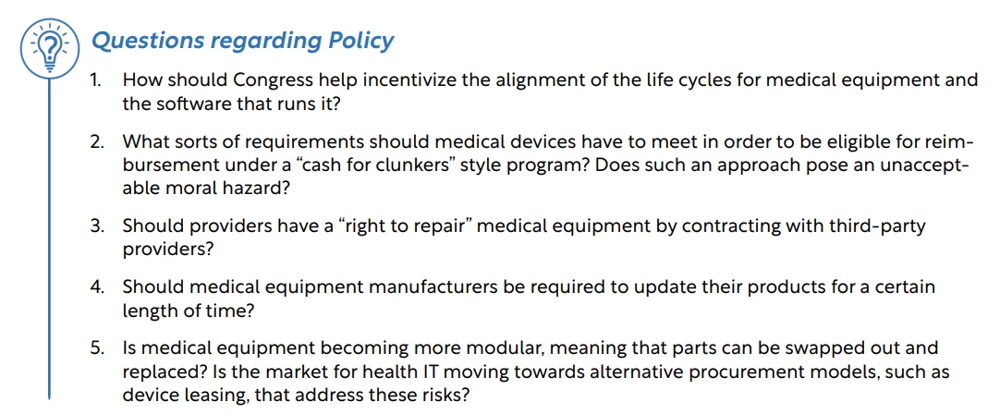 Questions regarding Policy
1. How should Congress help incentivize the alignment of the life cycles for medical equipment and
the software that runs it?
2. What sorts of requirements should medical devices have to meet in order to be eligible for reim-
bursement under a “cash for clunkers” style program? Does such an approach pose an unaccept-
able moral hazard?
3. Should providers have a “right to repair” medical equipment by contracting with third-party
providers?
4. Should medical equipment manufacturers be required to update their products for a certain
length of time?
5. Is medical equipment becoming more modular, meaning that parts can be swapped out and
replaced? Is the market for health IT moving towards alternative procurement models, such as
device leasing, that address these risks?